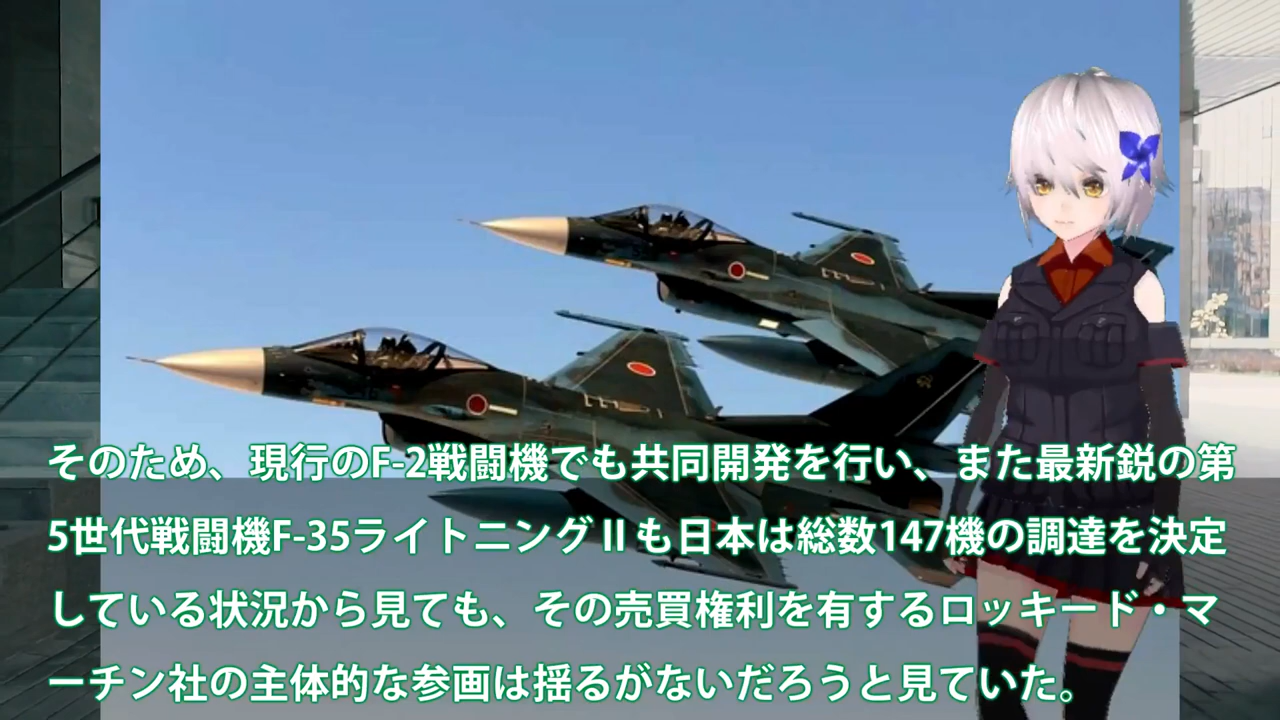 そのため、現行のF-2戦闘機でも共同開発を行い、また最新鋭の第
5世代戦闘機F-35ライトニングⅡも日本は総数147機の調達を決定
している状況から見ても、その売買権利を有するロッキード・マ
ーチン社の主体的な参画は揺るがないだろうと見ていた。